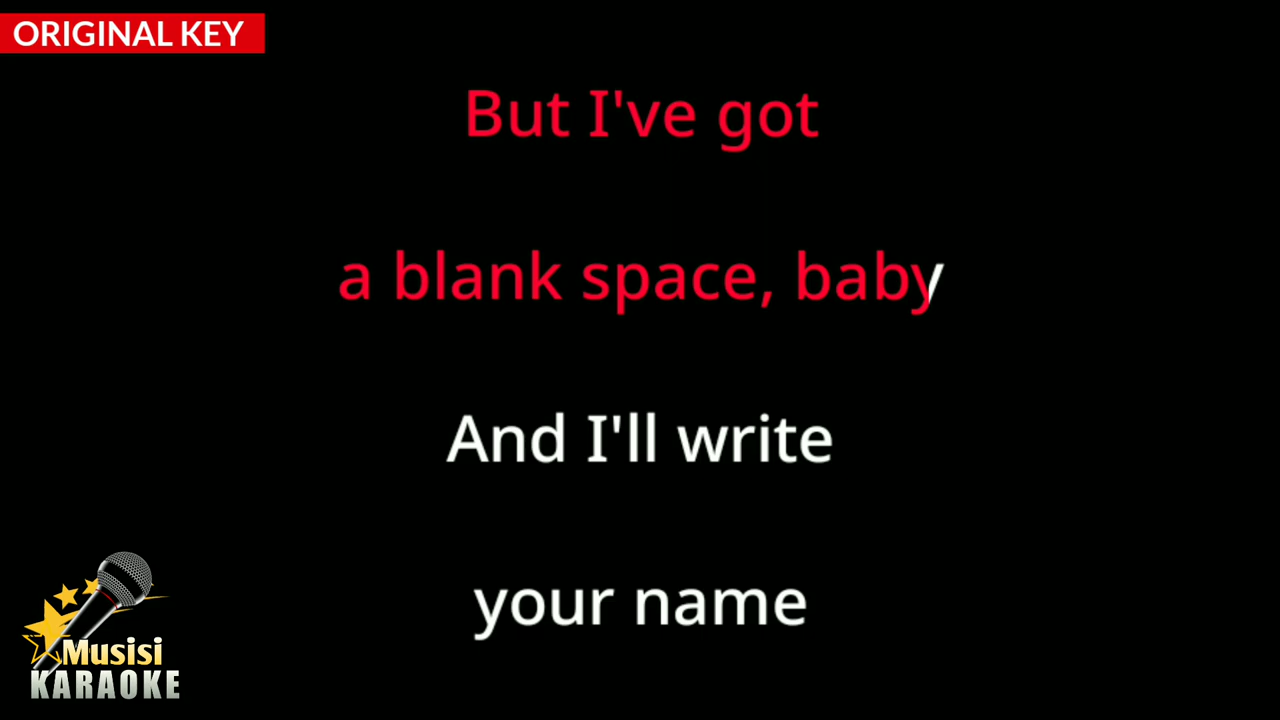 ORIGINAL KEY
But I've got
a blank space, baby
And I'll write
your name
Musisi
KARAOKE